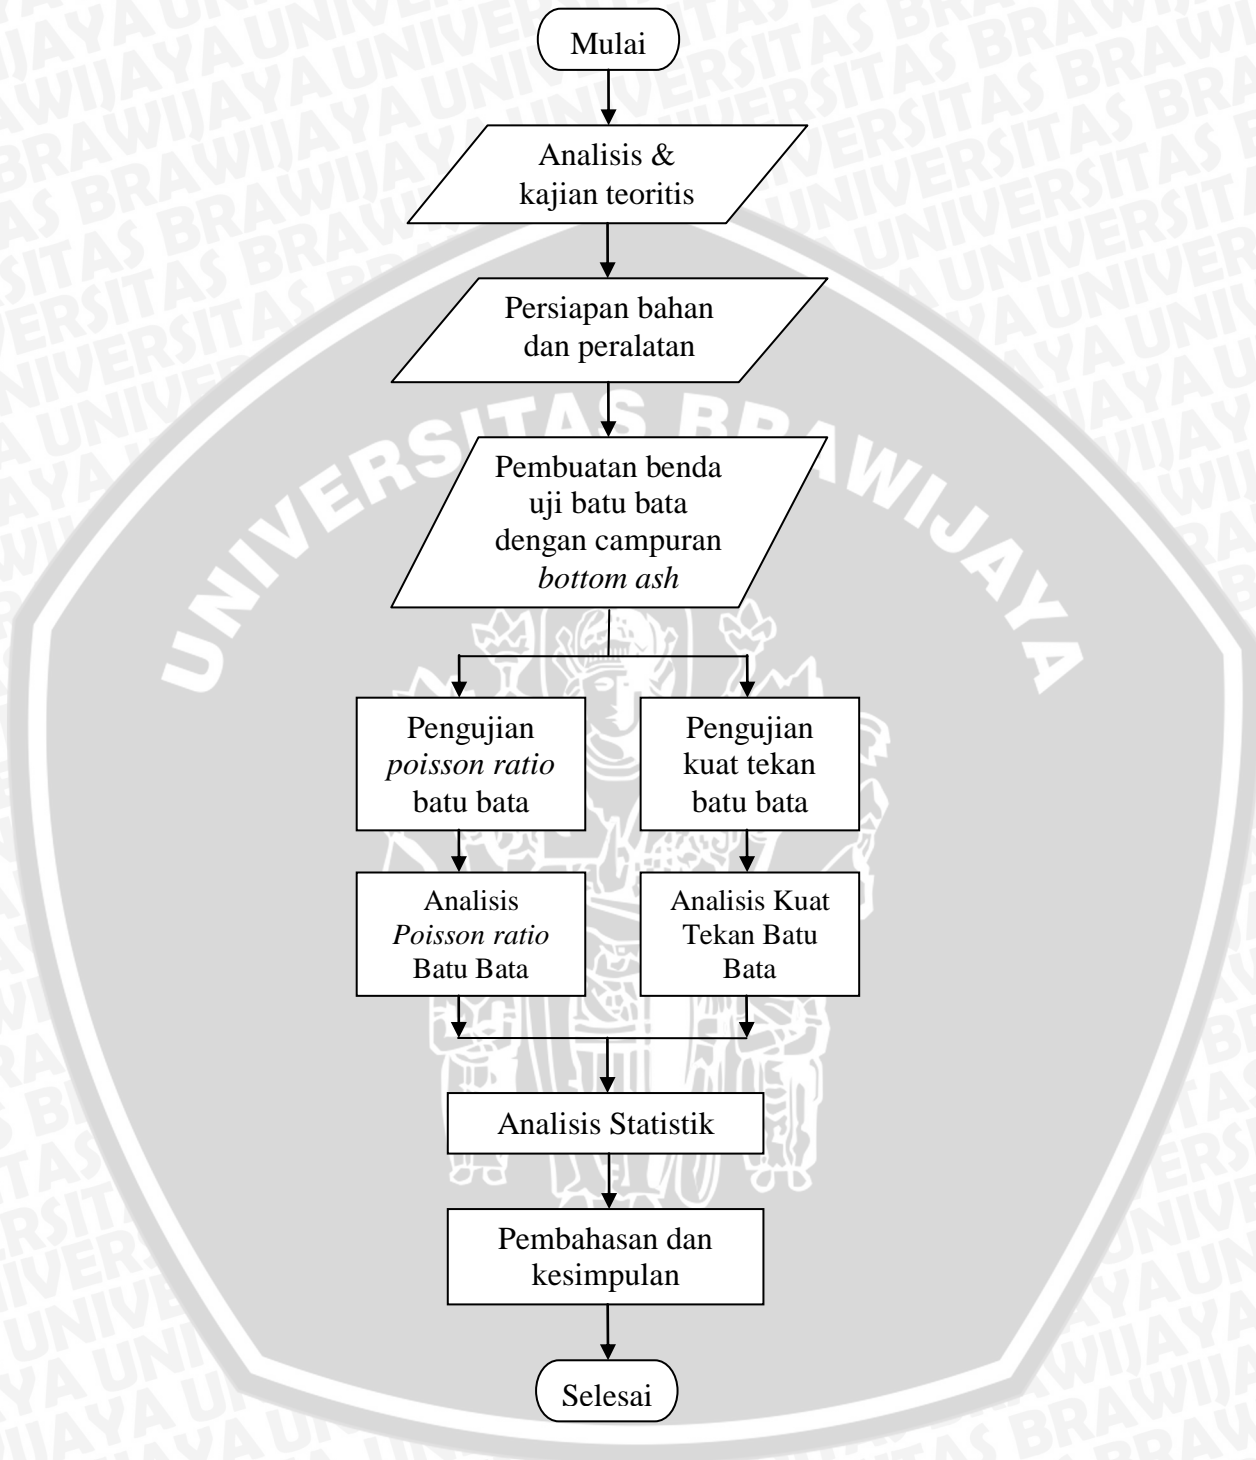 Mulai
Analisis &
kajian teoritis
Persiapan bahan
dan peralatan
UNIVERSITAS BRAWIJAYA
Pembuatan benda
uji batu bata
dengan campuran
bottom ash
Pengujian
poisson ratio
batu bata
Pengujian
kuat tekan
batu bata
Analisis
Poisson ratio
Batu Bata
Analisis Kuat
Tekan Batu
Bata
Analisis Statistik
Pembahasan dan
kesimpulan
Selesai